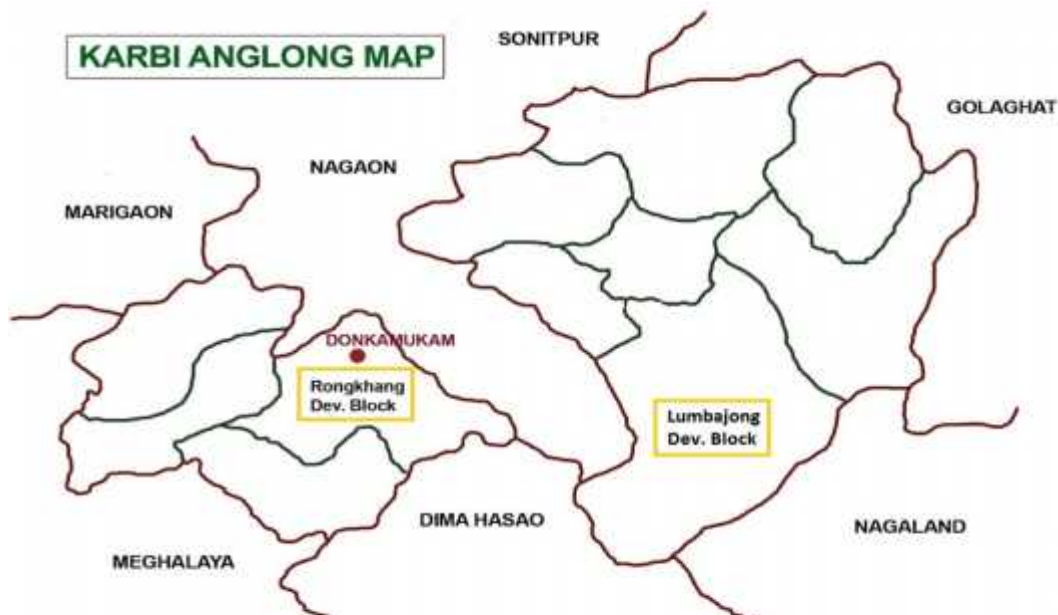 KARBI ANGLONG MAP
SONITPUR
GOLAGHAT
NAGAON
MARIGAON
DONKAMUKAM
Rongkhang
Dev. Block
Lumbajong
Dev. Block
DIMA HASAO
NAGALAND
MEGHALAYA